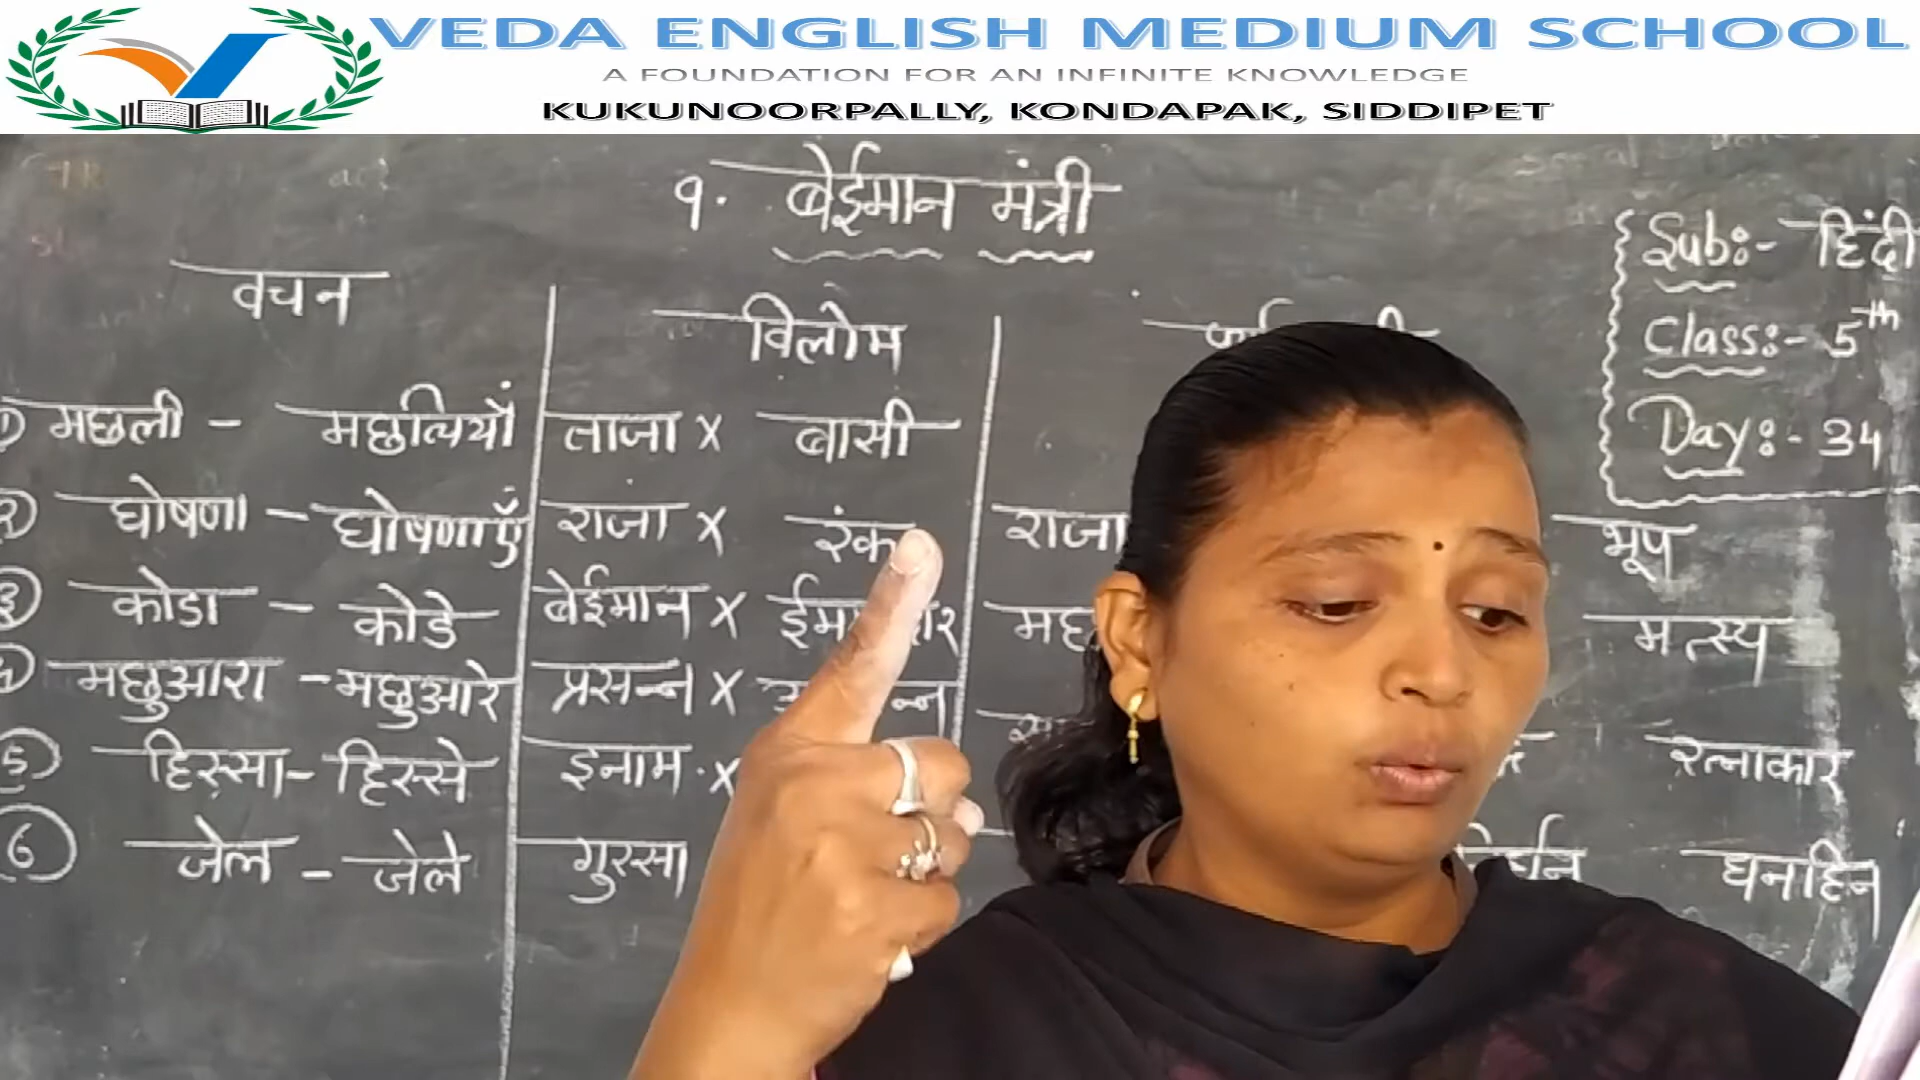 VEDA ENGLISH MEDIUM SCHOOL
A FOUNDATION FOR AN INFINITE KNOWLEDGE
KUKUNOORPALLY, KONDAPAK, SIDDIPET
१. बेईमान मंत्री
Sub:- हिंदी
Class:- 5th
Day:- 34
वचन
① मछली - मछलियाँ
② घोषणा - घोषणाएँ
③ कोडा - कोडे
④ मछुआरा - मछुआरे
⑤ हिस्सा - हिस्से
⑥ जेल - जेले
विलोम
ताजा x बासी
राजा x रंक
बेईमान x
प्रसन्न x
इनाम x
गुस्सा
राजा भूप
मत्स्य
रत्नाकार
धनहिन